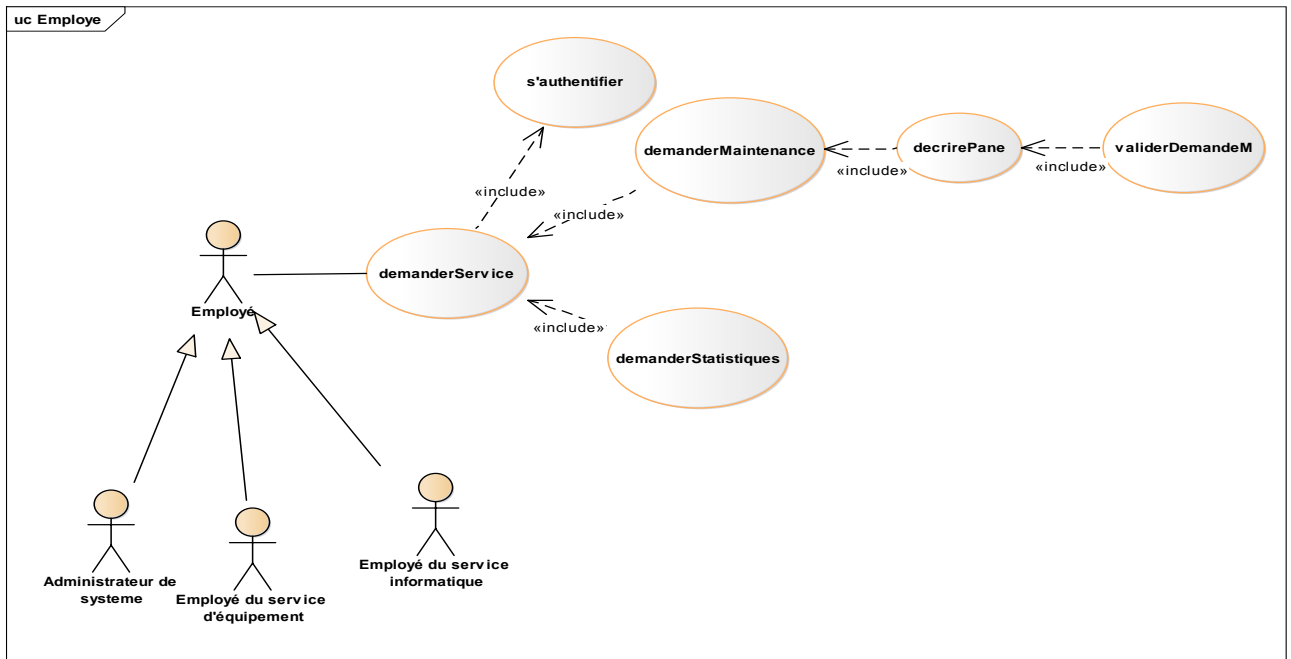 uc Employe
s'authentifier
demanderMaintenance
decrirePane
validerDemandeM
«include»
«include»
«include»
«include»
demanderService
Employé
«include»
demanderStatistiques
Employé du service
informatique
Administrateur de
systeme
Employé du service
d'équipement